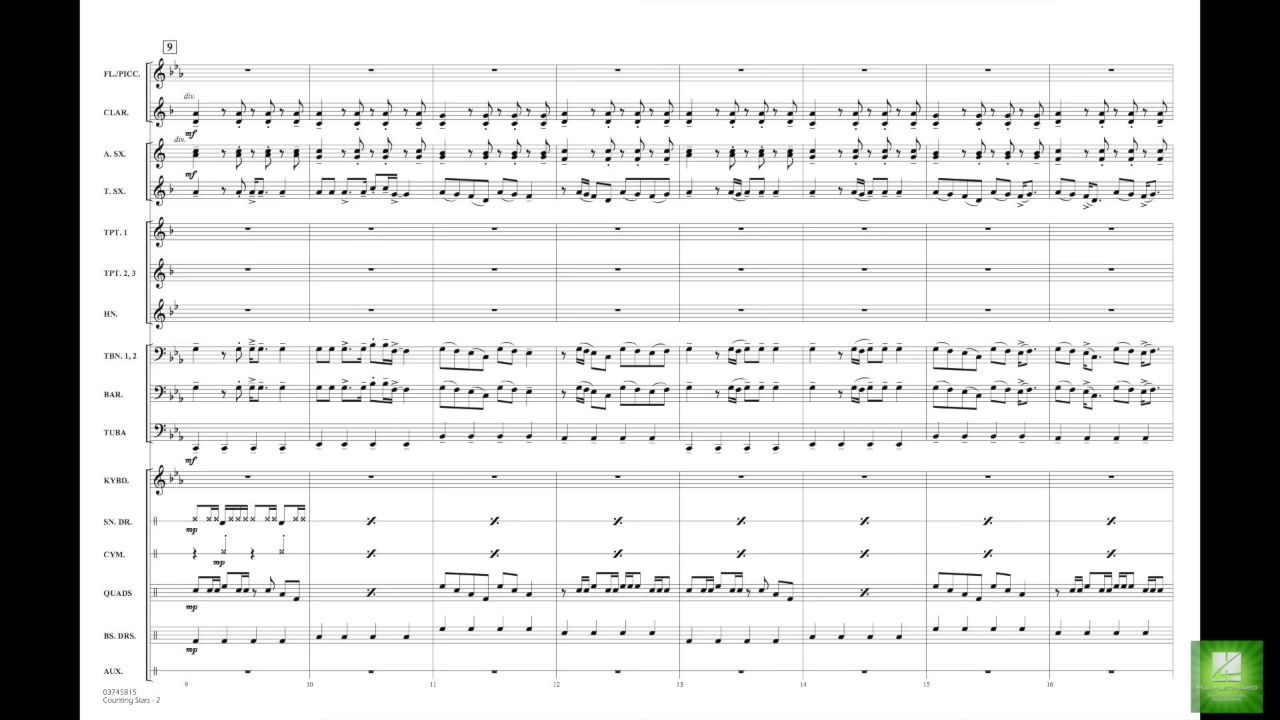 9
FL./PICC.
div.
CLAR.
mf
div.
A. SX.
mf
T. SX.
TPT. 1
TPT. 2, 3
HN.
TBN. 1, 2
BAR.
TUBA
mf
KYBD.
SN. DR.
mp
CYM.
mp
QUADS
mp
BS. DRS.
mp
AUX.
9 10 11 12 13 14 15 16
03745815
Counting Stars - 2